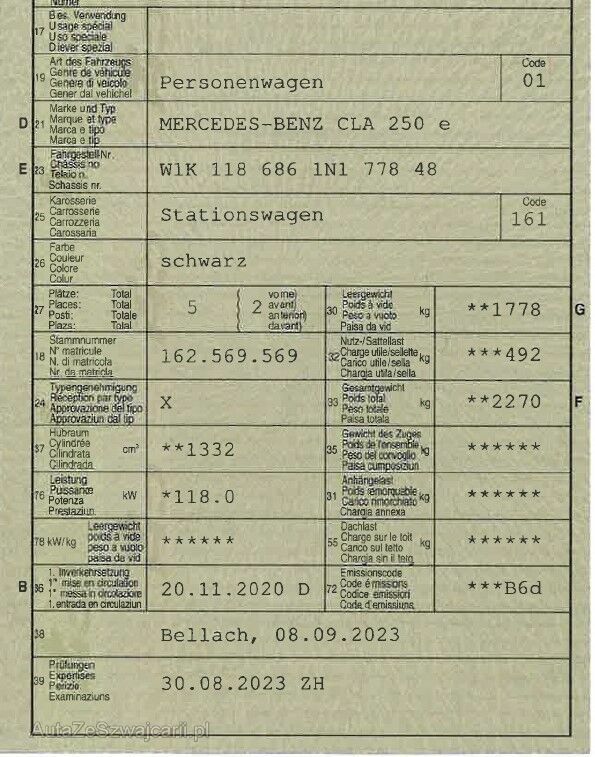 Numer
17 Bes. Verwendung
Usage spécial
Uso speciale
Diever spezial
19 Art des Fahrzeugs
Genre de véhicule
Genere di veicolo
Gener dal vehichel
Personenwagen
Code
01
D 21 Marke und Typ
Marque et type
Marca e tipo
Marca e tip
MERCEDES-BENZ CLA 250 e
E 23 Fahrgestell-Nr.
Châssis no
Telaio n.
Schassis nr.
W1K 118 686 1N1 778 48
25 Karosserie
Carrosserie
Carrozzeria
Carossaria
Stationswagen
Code
161
26 Farbe
Couleur
Colore
Colur
schwarz
27 Plätze: Total
Places: Total
Posti: Totale
Plazs: Total
5 ( 2 vorne)
avant)
anteriori)
davant)
30 Leergewicht
Poids à vide
Peso a vuoto
Paisa da vid
kg **1778 G
18 Stammnummer
N° matricule
N. di matricola
Nr. da matricla
162.569.569
32 Nutz-/Sattellast
Charge utile/sellette
Carico utile/sella
Chargia utila/sella
kg ***492
24 Typengenehmigung
Réception par type
Approvazione del tipo
Approvaziun dal tip
X
33 Gesamtgewicht
Poids total
Peso totale
Paisa totala
kg **2270 F
37 Hubraum
Cylindrée
Cilindrata
Cilindrada
cm³ **1332
35 Gewicht des Zuges
Poids de l'ensemble
Peso del convoglio
Paisa cumposiziun
kg ******
76 Leistung
Puissance
Potenza
Prestaziun
kW *118.0
31 Anhängelast
Poids remorquable
Carico rimorchiato
Chargia annexa
kg ******
78 kW/kg Leergewicht
poids à vide
peso a vuoto
paisa da vid
******
55 Dachlast
Charge sur le toit
Carico sul tetto
Chargia sin il tetg
kg ******
B 36 1. Inverkehrsetzung
1re mise en circulation
1a messa in circolazione
1. entrada en circulaziun
20.11.2020 D
72 Emissionscode
Code émissions
Codice emissioni
Code d'emissiuns
***B6d
38 Bellach, 08.09.2023
39 Prüfungen
Expertises
Perizie
Examinaziuns
30.08.2023 ZH
AutaZeSzwajcarii.pl